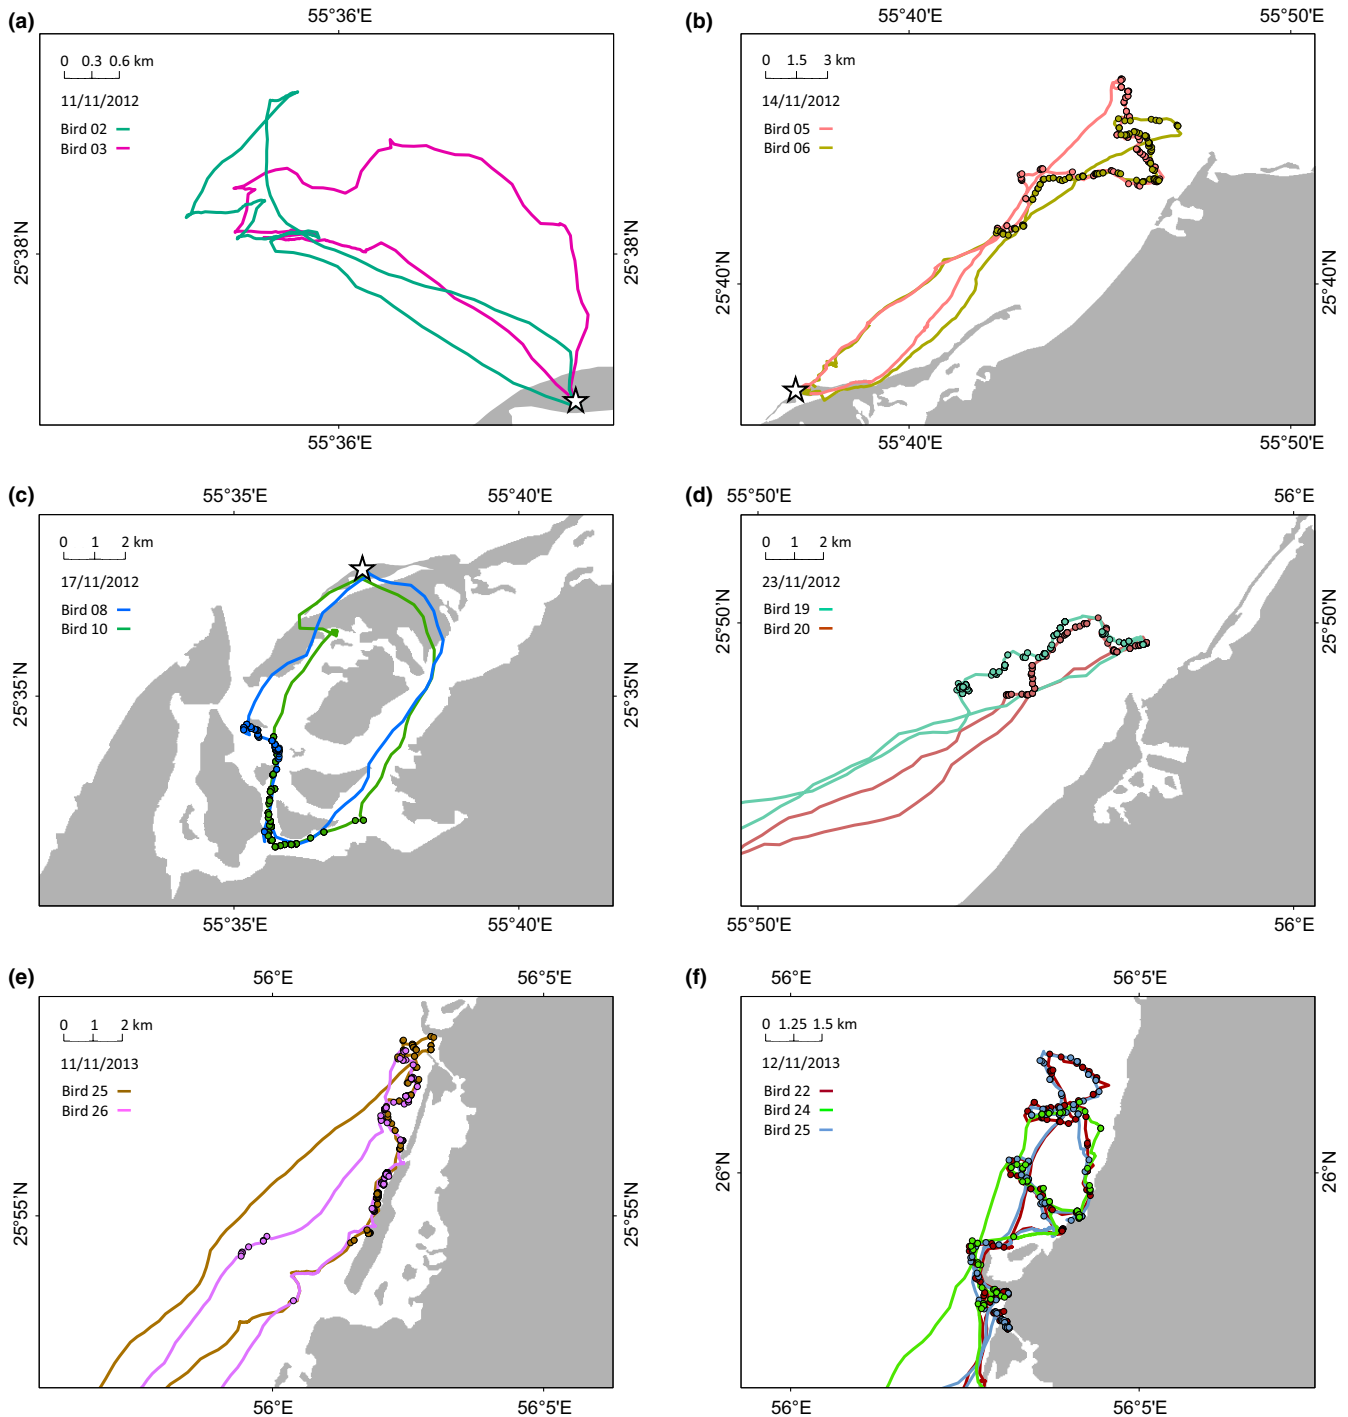 (a)
55°36'E
0 0.3 0.6 km
11/11/2012
Bird 02
Bird 03
25°38'N
25°38'N
55°36'E
(b)
55°40'E
55°50'E
0 1.5 3 km
14/11/2012
Bird 05
Bird 06
25°40'N
25°40'N
55°40'E
55°50'E
(c)
55°35'E
55°40'E
0 1 2 km
17/11/2012
Bird 08
Bird 10
25°35'N
25°35'N
55°35'E
55°40'E
(d)
55°50'E
56°E
0 1 2 km
23/11/2012
Bird 19
Bird 20
25°50'N
25°50'N
55°50'E
56°E
(e)
56°E
56°5'E
0 1 2 km
11/11/2013
Bird 25
Bird 26
25°55'N
25°55'N
56°E
56°5'E
(f)
56°E
56°5'E
0 1.25 1.5 km
12/11/2013
Bird 22
Bird 24
Bird 25
26°N
26°N
56°E
56°5'E